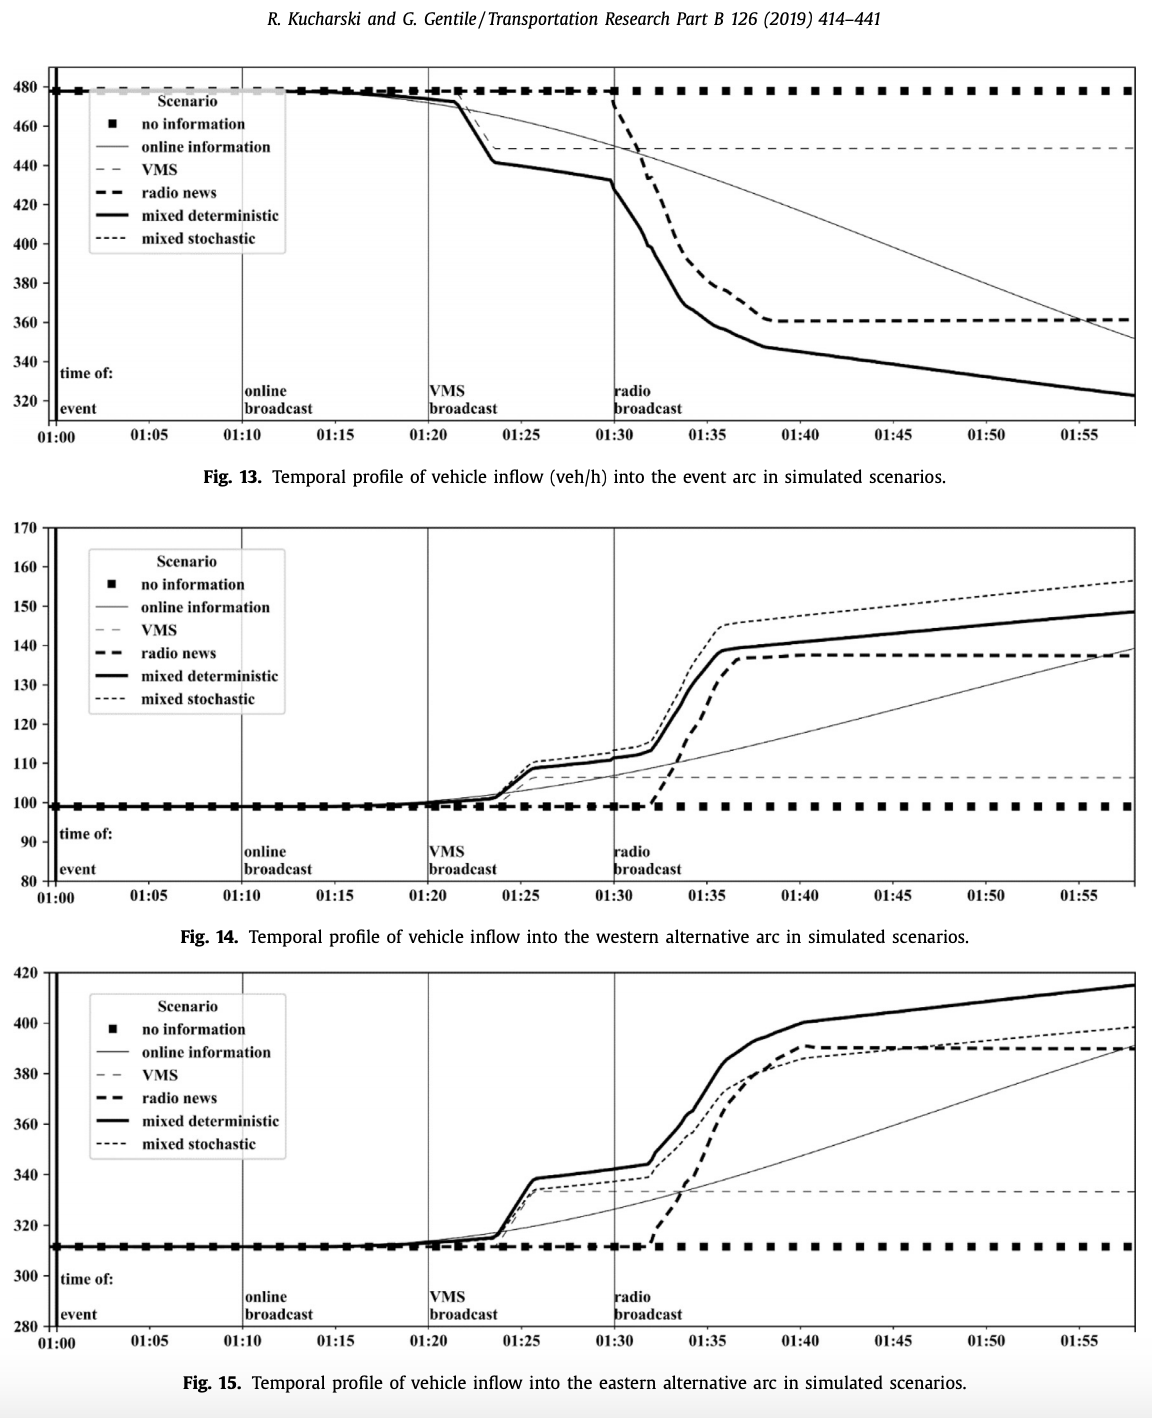 R. Kucharski and G. Gentile / Transportation Research Part B 126 (2019) 414–441
480
460
440
420
400
380
360
340
320
Scenario
no information
online information
VMS
radio news
mixed deterministic
mixed stochastic
time of:
event
online
broadcast
VMS
broadcast
radio
broadcast
01:00 01:05 01:10 01:15 01:20 01:25 01:30 01:35 01:40 01:45 01:50 01:55
Fig. 13. Temporal profile of vehicle inflow (veh/h) into the event arc in simulated scenarios.
170
160
150
140
130
120
110
100
90
80
Scenario
no information
online information
VMS
radio news
mixed deterministic
mixed stochastic
time of:
event
online
broadcast
VMS
broadcast
radio
broadcast
01:00 01:05 01:10 01:15 01:20 01:25 01:30 01:35 01:40 01:45 01:50 01:55
Fig. 14. Temporal profile of vehicle inflow into the western alternative arc in simulated scenarios.
420
400
380
360
340
320
300
280
Scenario
no information
online information
VMS
radio news
mixed deterministic
mixed stochastic
time of:
event
online
broadcast
VMS
broadcast
radio
broadcast
01:00 01:05 01:10 01:15 01:20 01:25 01:30 01:35 01:40 01:45 01:50 01:55
Fig. 15. Temporal profile of vehicle inflow into the eastern alternative arc in simulated scenarios.